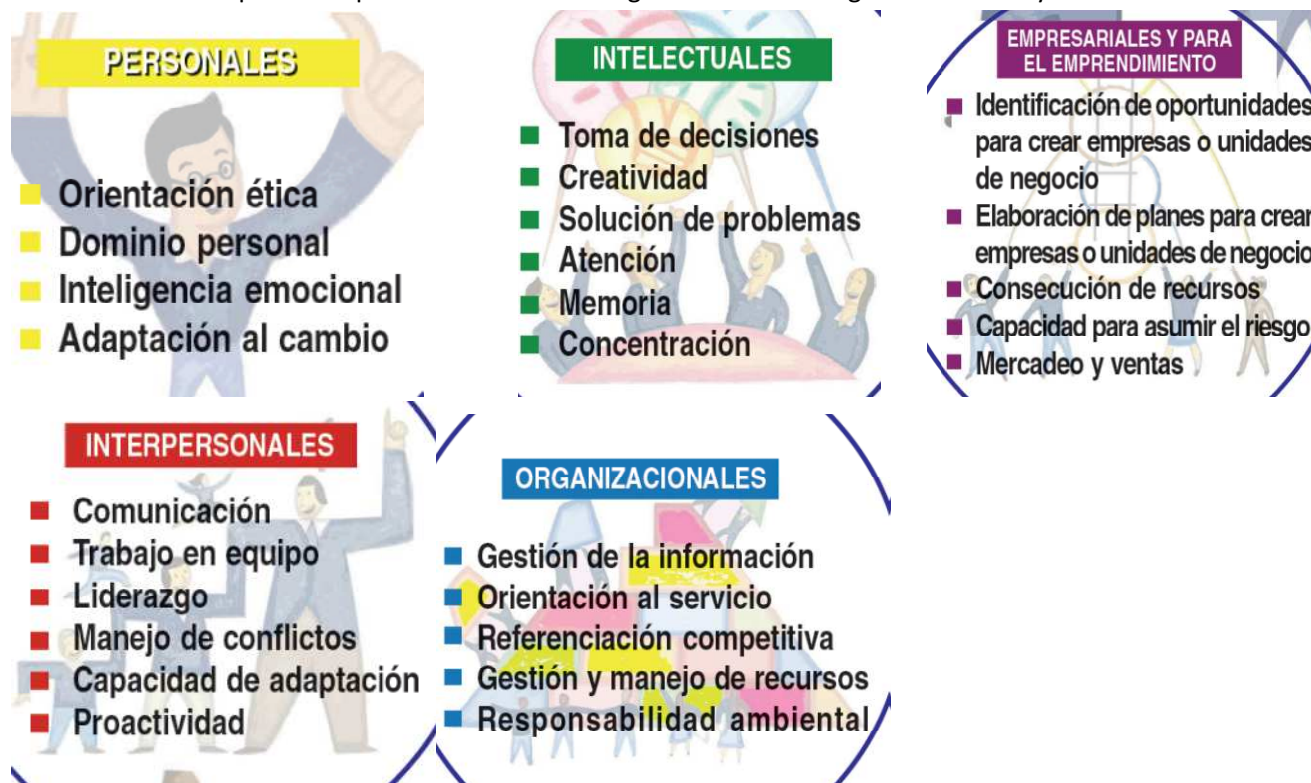 PERSONALES
Orientación ética
Dominio personal
Inteligencia emocional
Adaptación al cambio
INTELECTUALES
Toma de decisiones
Creatividad
Solución de problemas
Atención
Memoria
Concentración
EMPRESARIALES Y PARA
EL EMPRENDIMIENTO
Identificación de oportunidades
para crear empresas o unidades
de negocio
Elaboración de planes para crear
empresas o unidades de negocio
Consecución de recursos
Capacidad para asumir el riesgo
Mercadeo y ventas
INTERPERSONALES
Comunicación
Trabajo en equipo
Liderazgo
Manejo de conflictos
Capacidad de adaptación
Proactividad
ORGANIZACIONALES
Gestión de la información
Orientación al servicio
Referenciación competitiva
Gestión y manejo de recursos
Responsabilidad ambiental